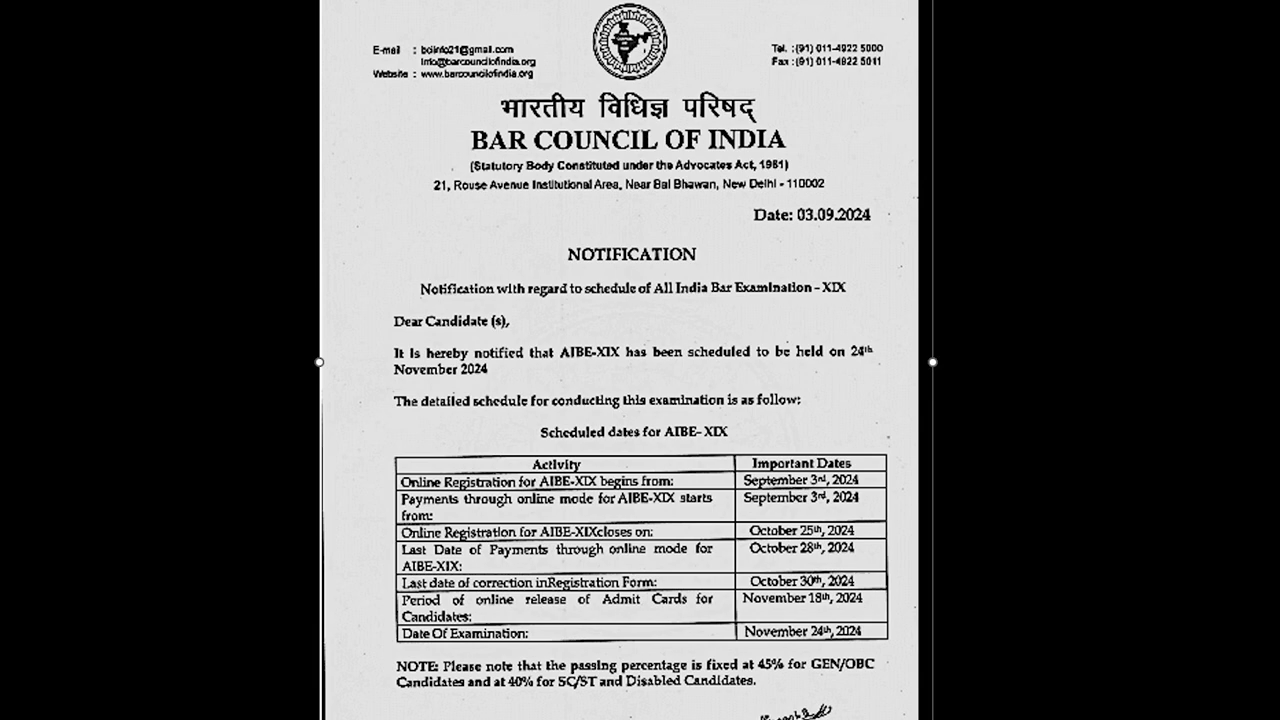 E-mail : bciinfo21@gmail.com
info@barcouncilofindia.org
Website : www.barcouncilofindia.org
Tel. :(91) 011-4922 5000
Fax :(91) 011-4922 5011
भारतीय विधिज्ञ परिषद्
BAR COUNCIL OF INDIA
(Statutory Body Constituted under the Advocates Act, 1961)
21, Rouse Avenue Institutional Area, Near Bal Bhawan, New Delhi - 110002
Date: 03.09.2024
NOTIFICATION
Notification with regard to schedule of All India Bar Examination - XIX
Dear Candidate (s),
It is hereby notified that AIBE-XIX has been scheduled to be held on 24th
November 2024
The detailed schedule for conducting this examination is as follow:
Scheduled dates for AIBE- XIX
Activity Important Dates
Online Registration for AIBE-XIX begins from: September 3rd, 2024
Payments through online mode for AIBE-XIX starts September 3rd, 2024
from:
Online Registration for AIBE-XIXcloses on: October 25th, 2024
Last Date of Payments through online mode for October 28th, 2024
AIBE-XIX:
Last date of correction inRegistration Form: October 30th, 2024
Period of online release of Admit Cards for November 18th, 2024
Candidates:
Date Of Examination: November 24th, 2024
NOTE: Please note that the passing percentage is fixed at 45% for GEN/OBC
Candidates and at 40% for SC/ST and Disabled Candidates.